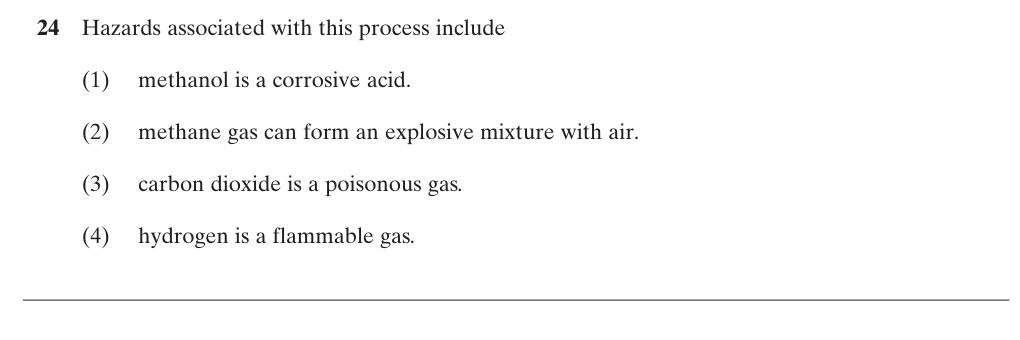 24 Hazards associated with this process include
(1) methanol is a corrosive acid.
(2) methane gas can form an explosive mixture with air.
(3) carbon dioxide is a poisonous gas.
(4) hydrogen is a flammable gas.